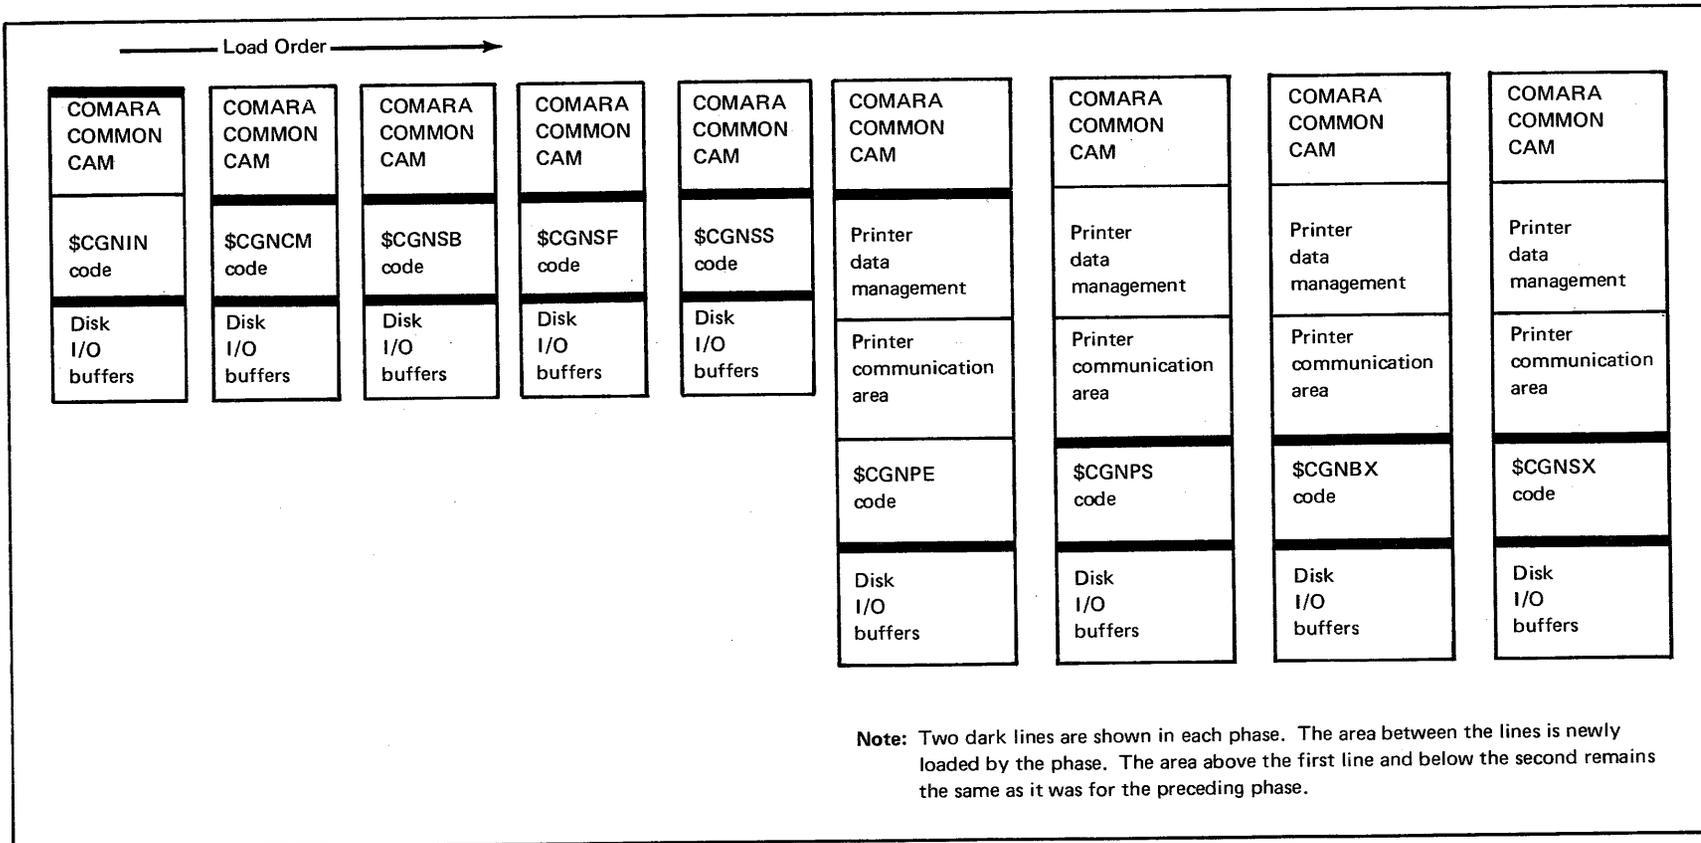 Load Order
COMARA
COMMON
CAM
$CGNIN
code
Disk
I/O
buffers
COMARA
COMMON
CAM
$CGNCM
code
Disk
I/O
buffers
COMARA
COMMON
CAM
$CGNSB
code
Disk
I/O
buffers
COMARA
COMMON
CAM
$CGNSF
code
Disk
I/O
buffers
COMARA
COMMON
CAM
$CGNSS
code
Disk
I/O
buffers
COMARA
COMMON
CAM
Printer
data
management
Printer
communication
area
$CGNPE
code
Disk
I/O
buffers
COMARA
COMMON
CAM
Printer
data
management
Printer
communication
area
$CGNPS
code
Disk
I/O
buffers
COMARA
COMMON
CAM
Printer
data
management
Printer
communication
area
$CGNBX
code
Disk
I/O
buffers
COMARA
COMMON
CAM
Printer
data
management
Printer
communication
area
$CGNSX
code
Disk
I/O
buffers
Note: Two dark lines are shown in each phase. The area between the lines is newly
loaded by the phase. The area above the first line and below the second remains
the same as it was for the preceding phase.